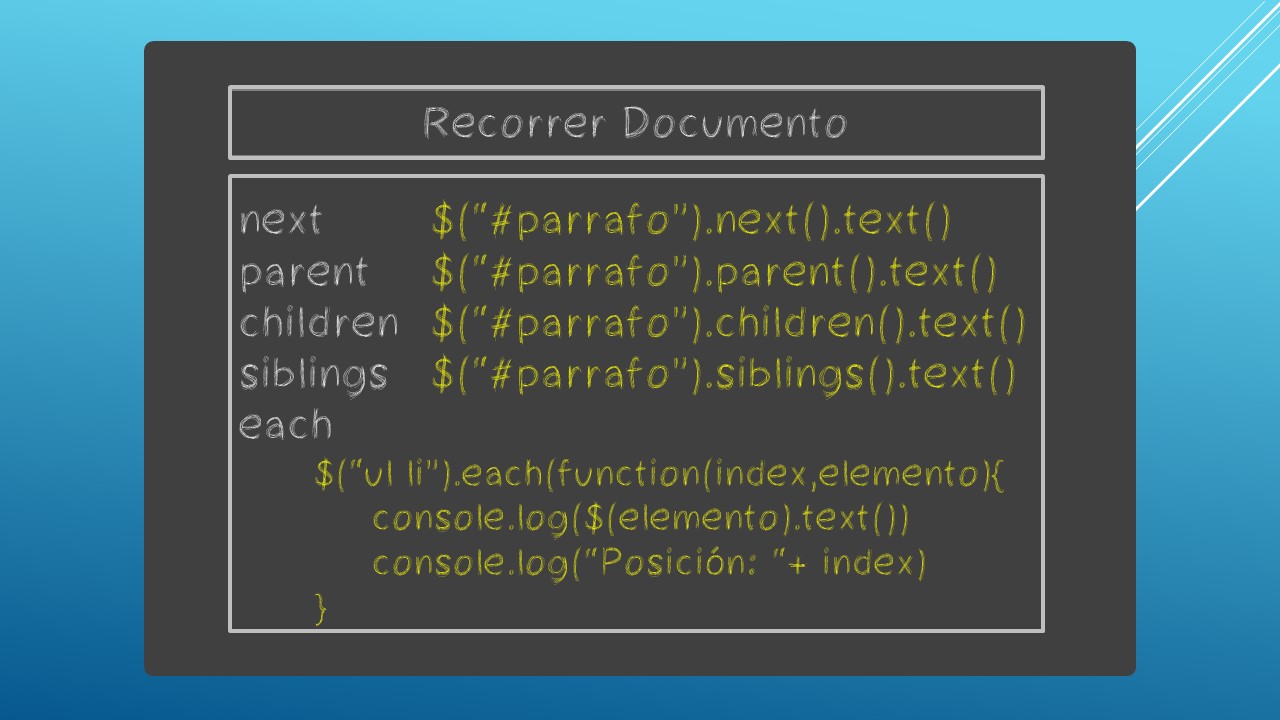 Recorrer Documento
next $(“#parrafo”).next().text()
parent $(“#parrafo”).parent().text()
children $(“#parrafo”).children().text()
siblings $(“#parrafo”).siblings().text()
each
$(“ul li”).each(function(index,elemento){
console.log($(elemento).text())
console.log(“Posición: “+ index)
}